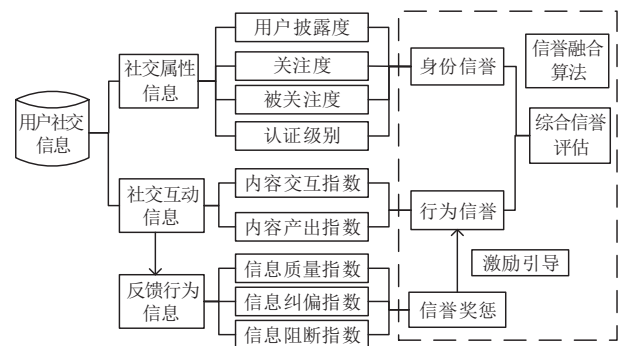 用户社交
信息
社交属性
信息
社交互动
信息
反馈行为
信息
用户披露度
关注度
被关注度
认证级别
内容交互指数
内容产出指数
信息质量指数
信息纠偏指数
信息阻断指数
身份信誉
行为信誉
激励引导
信誉奖惩
信誉融合
算法
综合信誉
评估